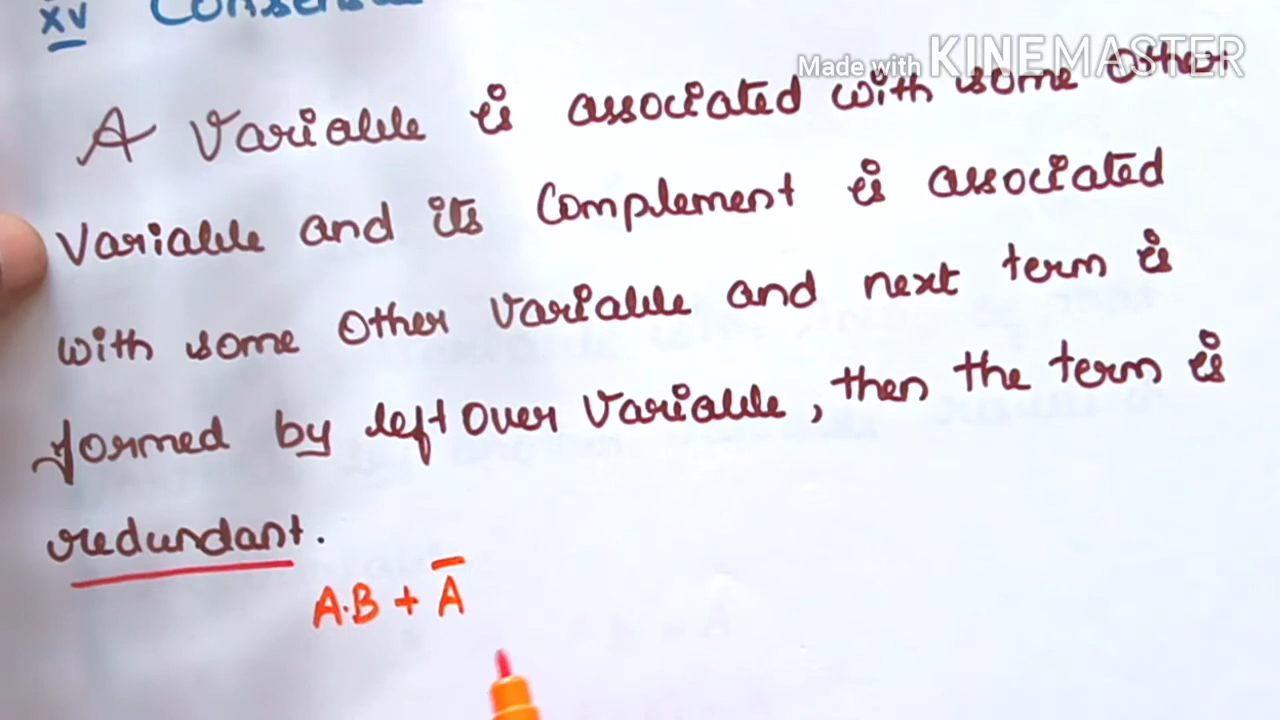 xv
Made with KINEMASTER
A variable is associated with some other
variable and its complement is associated
with some other variable and next term is
formed by left over variable, then the term is
redundant.
A.B + A̅